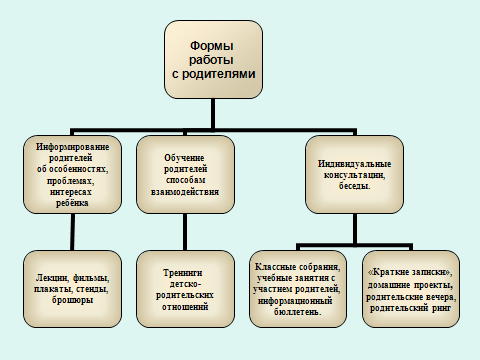 Формы
работы
с родителями
Информирование
родителей
об особенностях,
проблемах,
интересах
ребёнка
Обучение
родителей
способам
взаимодействия
Индивидуальные
консультации,
беседы.
Лекции, фильмы,
плакаты, стенды,
брошюры
Тренинги
детско-
родительских
отношений
Классные собрания,
учебные занятия с
участием родителей,
информационный
бюллетень.
«Краткие записки»,
домашние проекты,
родительские вечера,
родительский ринг